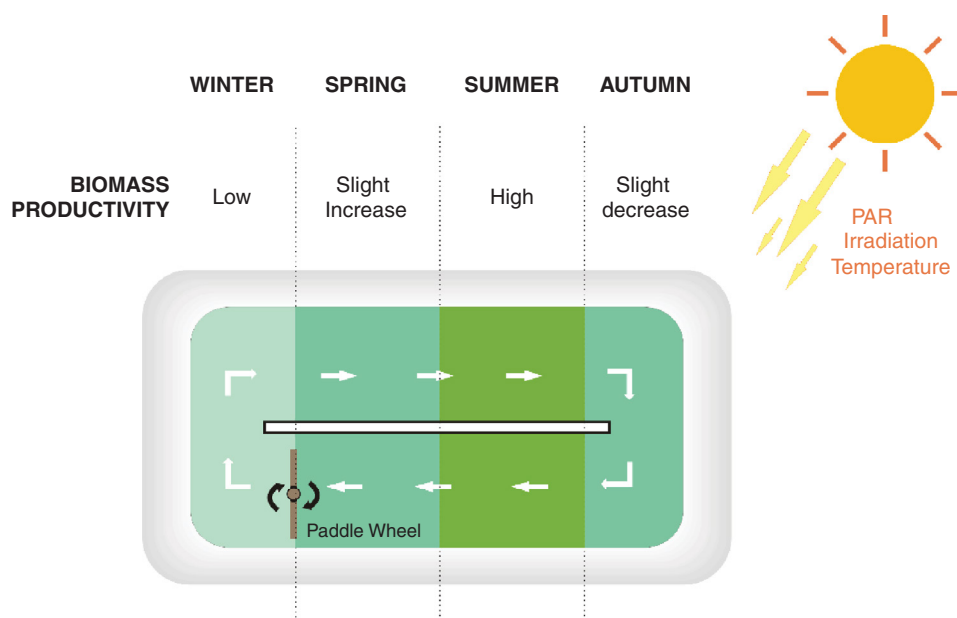 WINTER SPRING SUMMER AUTUMN
BIOMASS
PRODUCTIVITY
Low
Slight
Increase
High
Slight
decrease
PAR
Irradiation
Temperature
Paddle Wheel